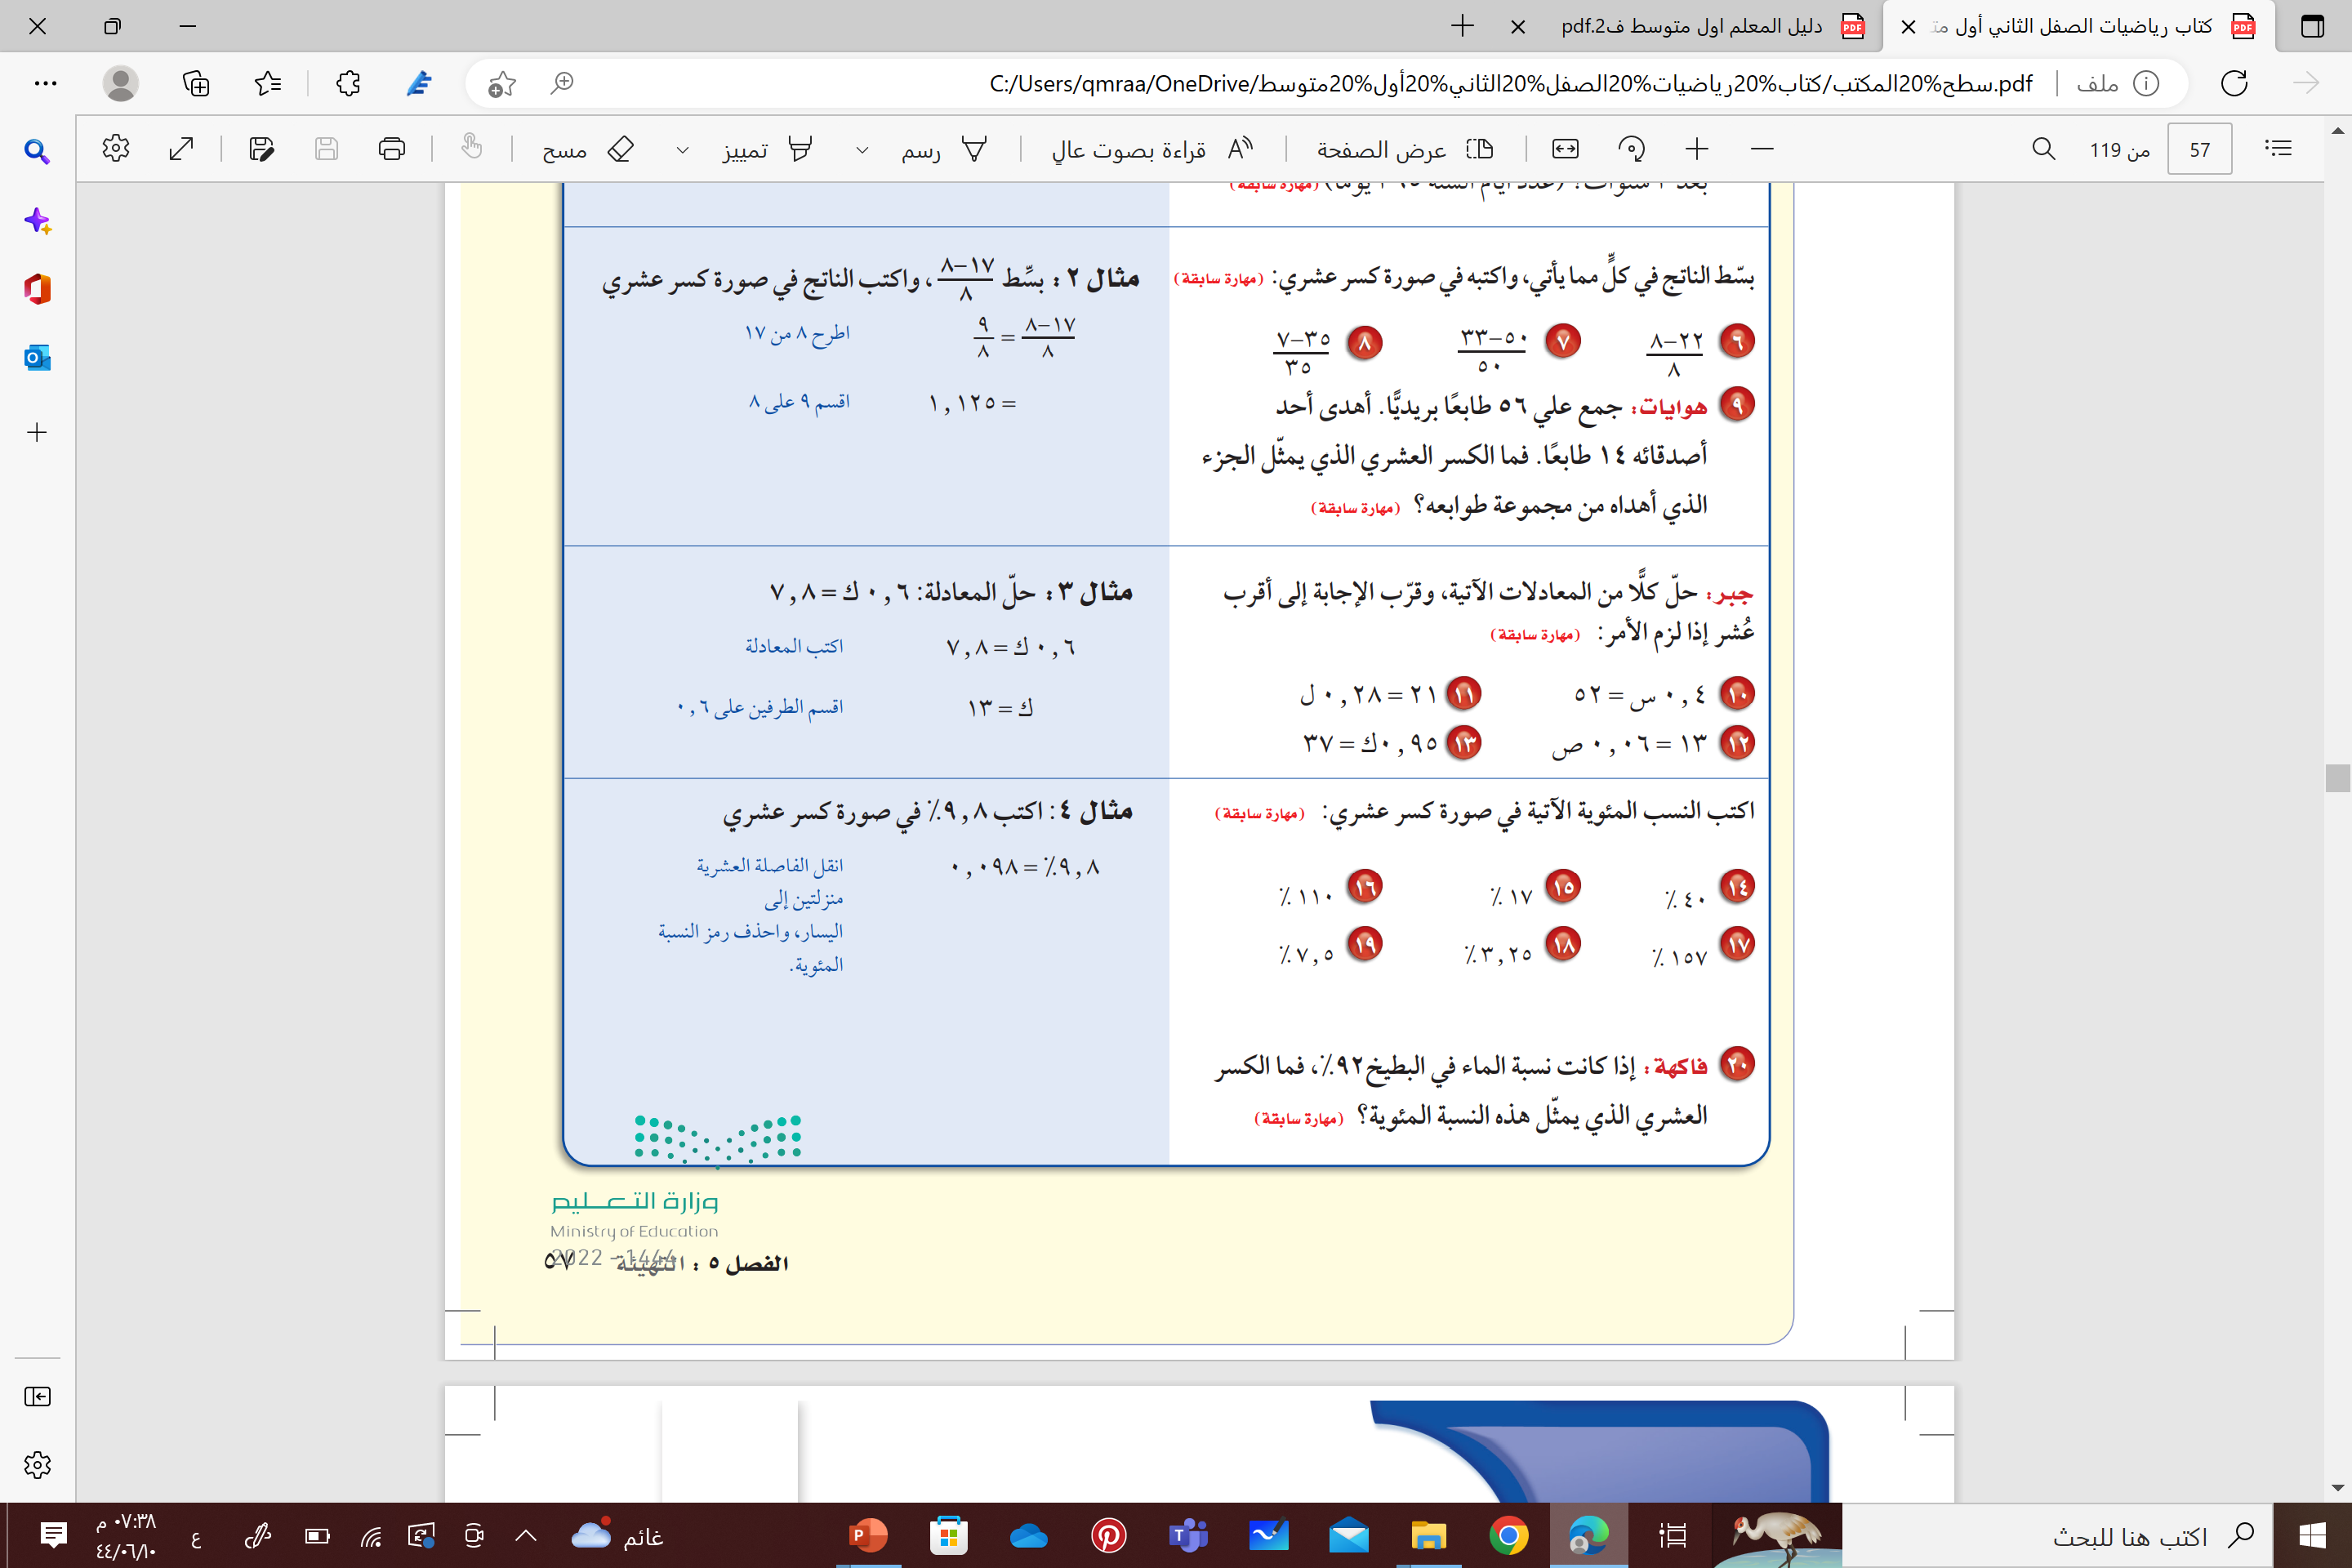 كتاب رياضيات الصفل الثاني أول مت
دليل المعلم اول متوسط ف2.pdf
ملف
C:/Users/qmraa/OneDrive/سطح%20المكتب/كتاب%20رياضيات%20الصفل%20الثاني%20أول%20متوسط.pdf
57
من 119
عرض الصفحة
قراءة بصوت عالٍ
رسم
تمييز
مسح
(مهارة سابقة)
بسّط الناتج في كلٍّ مما يأتي، واكتبه في صورة كسر عشري: (مهارة سابقة)
٦ ٢٢–٨ / ٨
٧ ٥٠–٣٣ / ٥٠
٨ ٣٥–٧ / ٣٥
٩ هوايات: جمع علي ٥٦ طابعًا بريديًّا. أهدى أحد
أصدقائه ١٤ طابعًا. فما الكسر العشري الذي يمثّل الجزء
الذي أهداه من مجموعة طوابعه؟ (مهارة سابقة)
مثال ٢ : بسِّط ١٧–٨ / ٨ ، واكتب الناتج في صورة كسر عشري
١٧–٨ / ٨ = ٩ / ٨ اطرح ٨ من ١٧
= ١,١٢٥ اقسم ٩ على ٨
جبر: حلّ كلًّا من المعادلات الآتية، وقرّب الإجابة إلى أقرب
عُشر إذا لزم الأمر: (مهارة سابقة)
١٠ ٠,٤ س = ٥٢
١١ ٢١ = ٠,٢٨ ل
١٢ ١٣ = ٠,٠٦ ص
١٣ ٠,٩٥ك = ٣٧
مثال ٣ : حلّ المعادلة: ٠,٦ ك = ٧,٨
٠,٦ ك = ٧,٨ اكتب المعادلة
ك = ١٣ اقسم الطرفين على ٠,٦
اكتب النسب المئوية الآتية في صورة كسر عشري: (مهارة سابقة)
١٤ ٤٠ ٪
١٥ ١٧ ٪
١٦ ١١٠ ٪
١٧ ١٥٧ ٪
١٨ ٣,٢٥ ٪
١٩ ٧,٥ ٪
٢٠ فاكهة: إذا كانت نسبة الماء في البطيخ ٩٢٪، فما الكسر
العشري الذي يمثّل هذه النسبة المئوية؟ (مهارة سابقة)
مثال ٤ : اكتب ٩,٨٪ في صورة كسر عشري
٩,٨٪ = ٠,٠٩٨ انقل الفاصلة العشرية
منزلتين إلى
اليسار، واحذف رمز النسبة
المئوية.
وزارة التعليم
Ministry of Education
2022 - 1444
الفصل ٥ : التهيئة ٥٧
اكتب هنا للبحث
غائم
ع
٠٧:٣٨ م
٤٤/٠٦/١٠